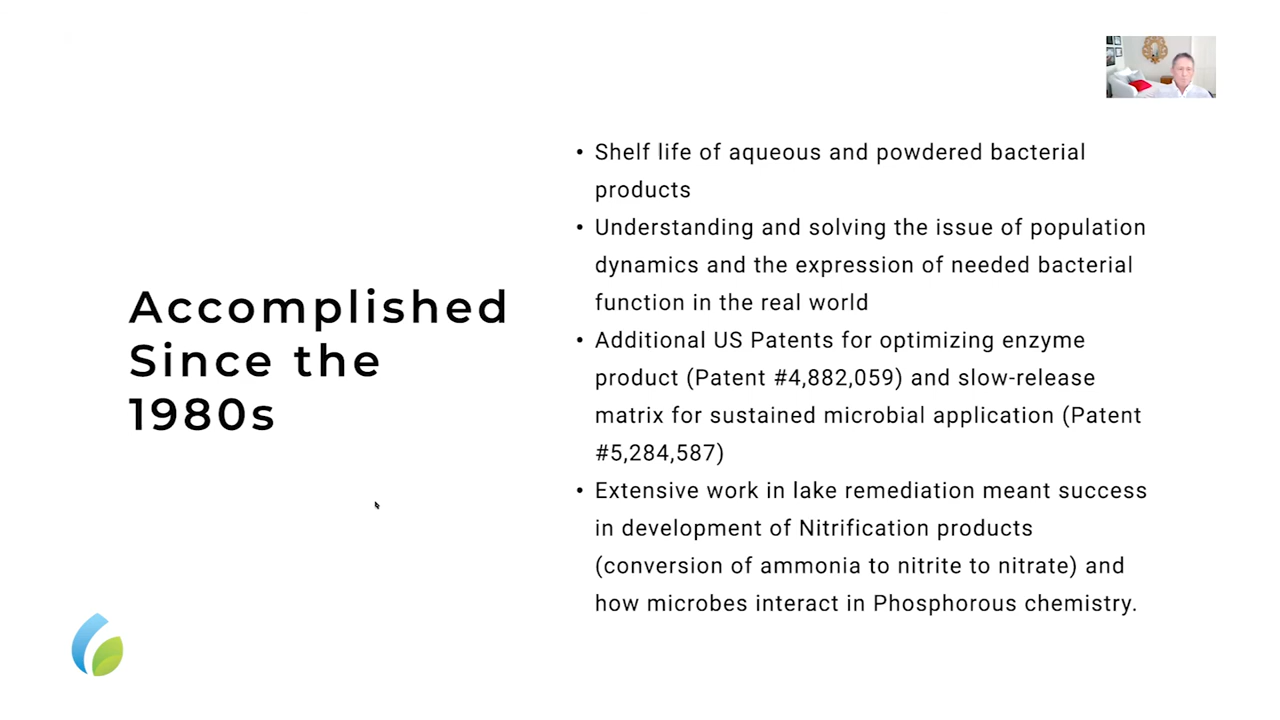 Accomplished
Since the
1980s
• Shelf life of aqueous and powdered bacterial
products
• Understanding and solving the issue of population
dynamics and the expression of needed bacterial
function in the real world
• Additional US Patents for optimizing enzyme
product (Patent #4,882,059) and slow-release
matrix for sustained microbial application (Patent
#5,284,587)
• Extensive work in lake remediation meant success
in development of Nitrification products
(conversion of ammonia to nitrite to nitrate) and
how microbes interact in Phosphorous chemistry.